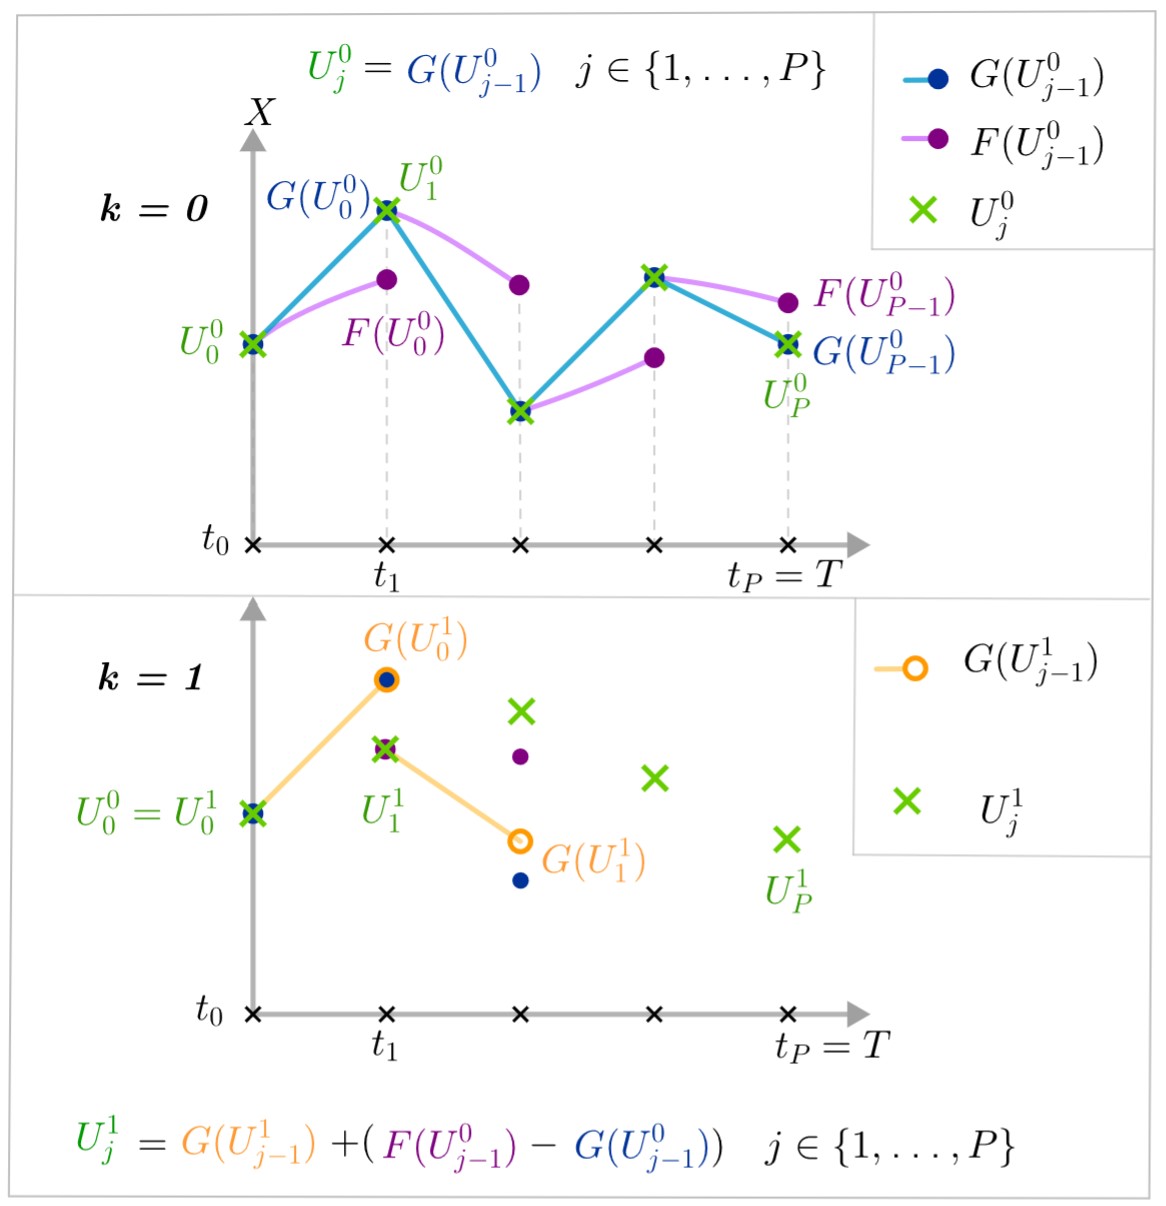 U_j^0 = G(U_{j-1}^0) j ∈ {1, . . . , P}
G(U_{j-1}^0)
F(U_{j-1}^0)
U_j^0
X
k = 0
G(U_0^0)
U_1^0
U_0^0
F(U_0^0)
F(U_{P-1}^0)
G(U_{P-1}^0)
U_P^0
t_0
t_1
t_P = T
k = 1
G(U_0^1)
G(U_{j-1}^1)
U_j^1
U_0^0 = U_0^1
U_1^1
G(U_1^1)
U_P^1
t_0
t_1
t_P = T
U_j^1 = G(U_{j-1}^1) +( F(U_{j-1}^0) − G(U_{j-1}^0)) j ∈ {1, . . . , P}